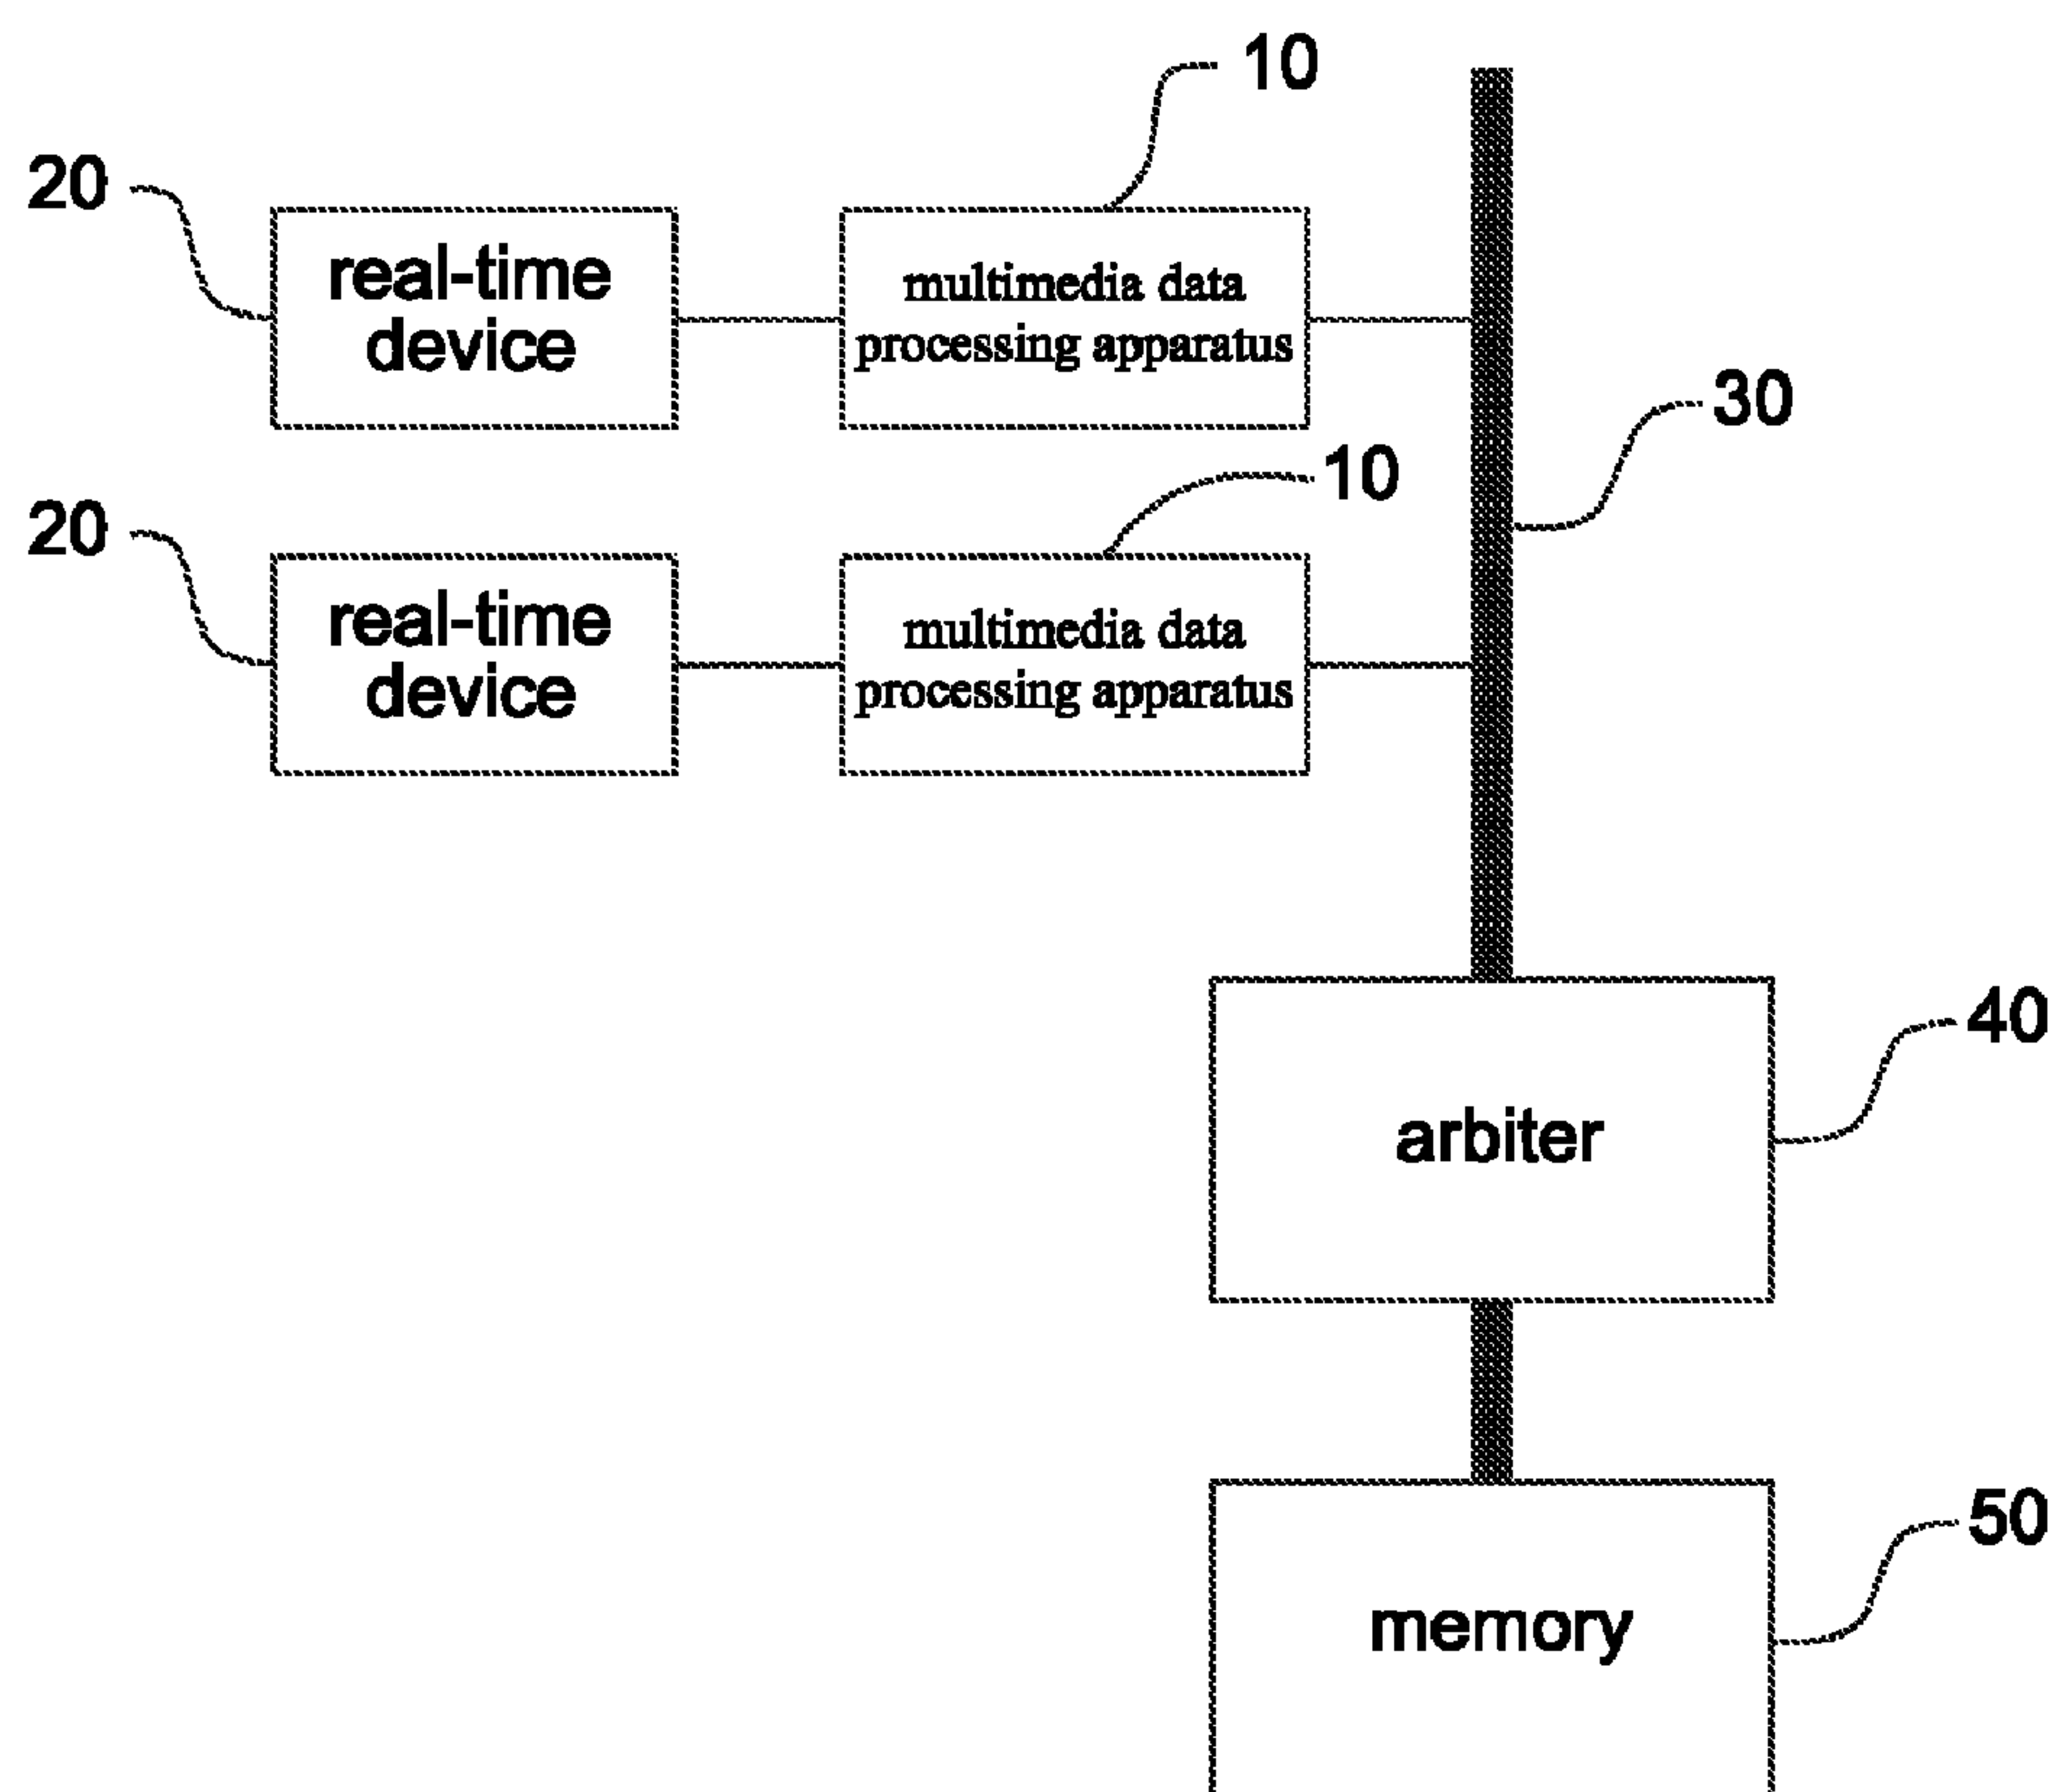 10
20
real-time
device
multimedia data
processing apparatus
30
10
20
real-time
device
multimedia data
processing apparatus
40
arbiter
50
memory